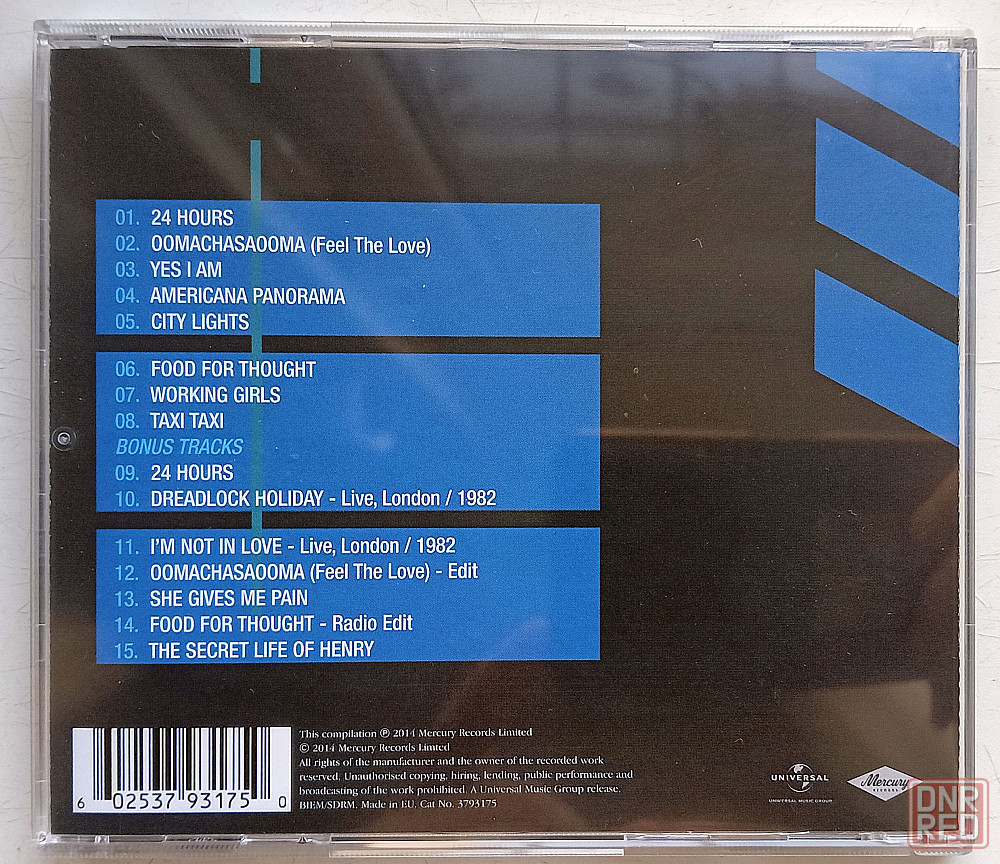 01. 24 HOURS
02. OOMACHASAOOMA (Feel The Love)
03. YES I AM
04. AMERICANA PANORAMA
05. CITY LIGHTS
06. FOOD FOR THOUGHT
07. WORKING GIRLS
08. TAXI TAXI
BONUS TRACKS
09. 24 HOURS
10. DREADLOCK HOLIDAY - Live, London / 1982
11. I'M NOT IN LOVE - Live, London / 1982
12. OOMACHASAOOMA (Feel The Love) - Edit
13. SHE GIVES ME PAIN
14. FOOD FOR THOUGHT - Radio Edit
15. THE SECRET LIFE OF HENRY
This compilation ℗ 2014 Mercury Records Limited
© 2014 Mercury Records Limted
All rights of the manufacturer and the owner of the recorded work
reserved. Unauthorised copying, hiring, lending, public performance and
broadcasting of the work prohibited. A Universal Music Group release.
BIEM/SDRM. Made in EU. Cat No. 3793175
6 02537 93175 0
UNIVERSAL
UNIVERSAL MUSIC GROUP
Mercury
RECORDS
DNR
RED